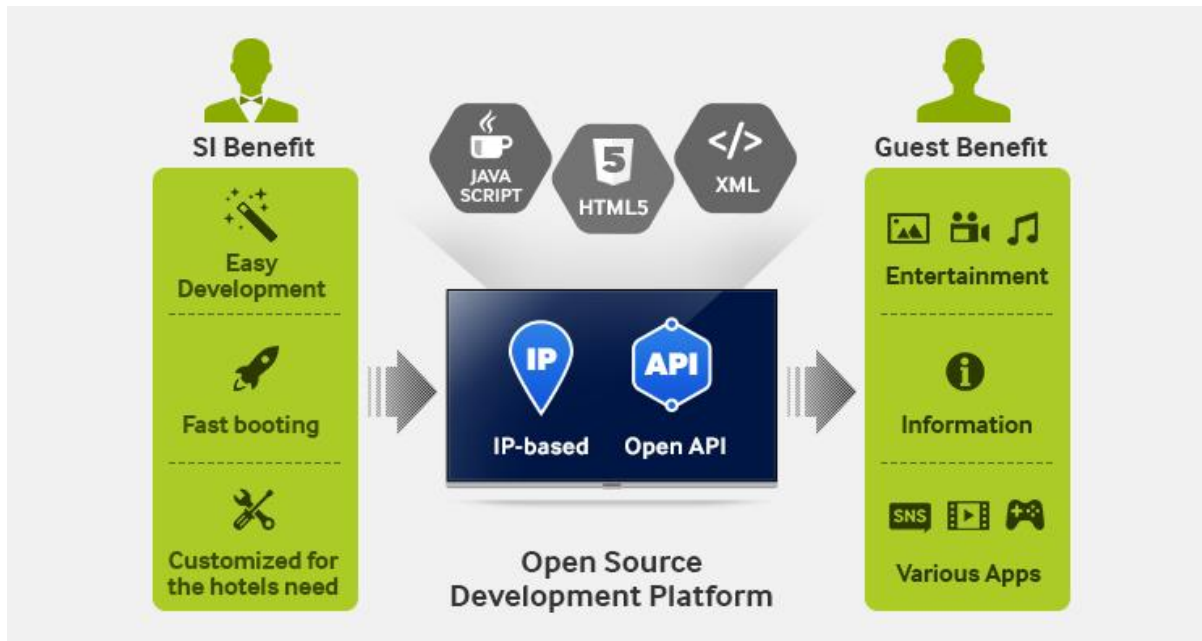 SI Benefit
Easy
Development
Fast booting
Customized for
the hotels need
JAVA
SCRIPT
5
HTML5
</>
XML
IP
API
IP-based
Open API
Open Source
Development Platform
Guest Benefit
Entertainment
i
Information
SNS
Various Apps